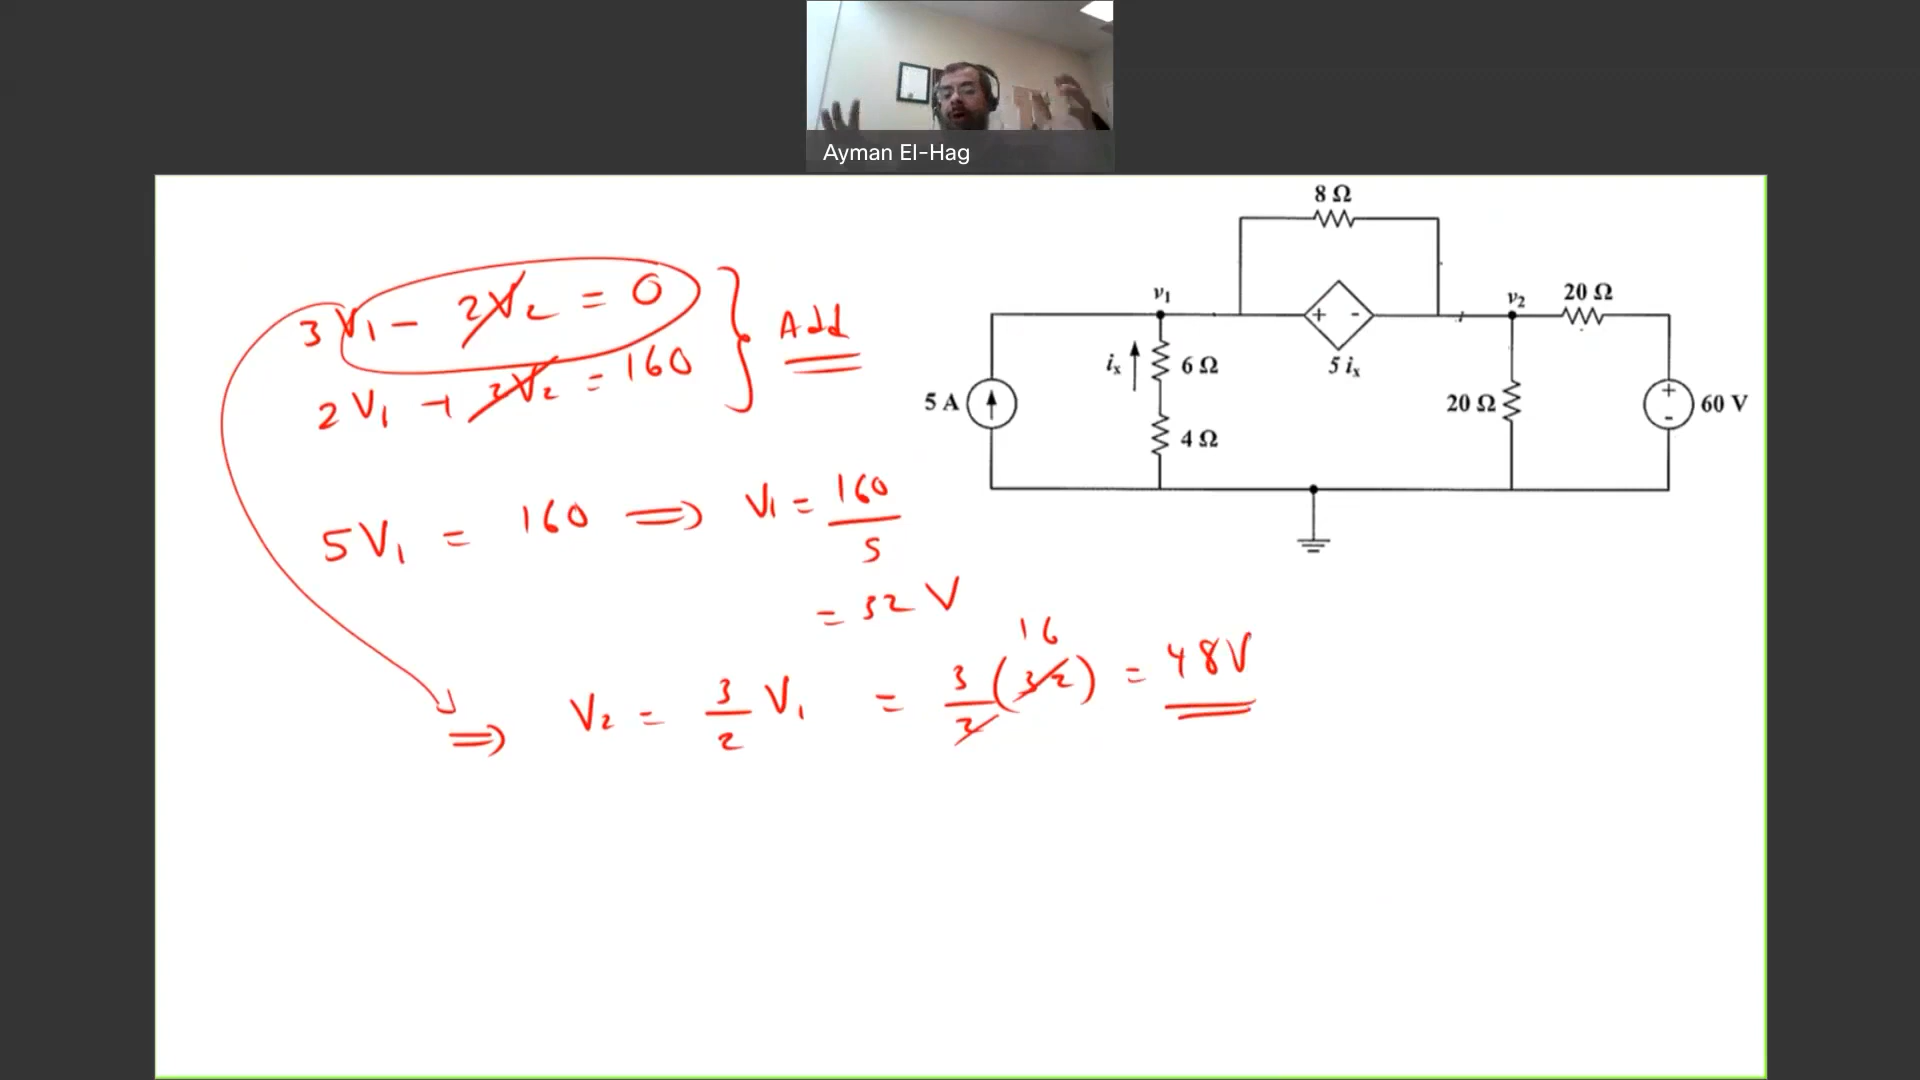 Ayman El-Hag
3V₁ - 2V₂ = 0
2V₁ + 2V₂ = 160
Add
5V₁ = 160 ⇒ V₁ = 160/5
= 32 V
⇒ V₂ = 3/2 V₁ = 3/2 (32) 16 = 48V
8 Ω
v₁
v₂
20 Ω
iₓ
6 Ω
+ -
5 iₓ
5 A
4 Ω
20 Ω
+
-
60 V